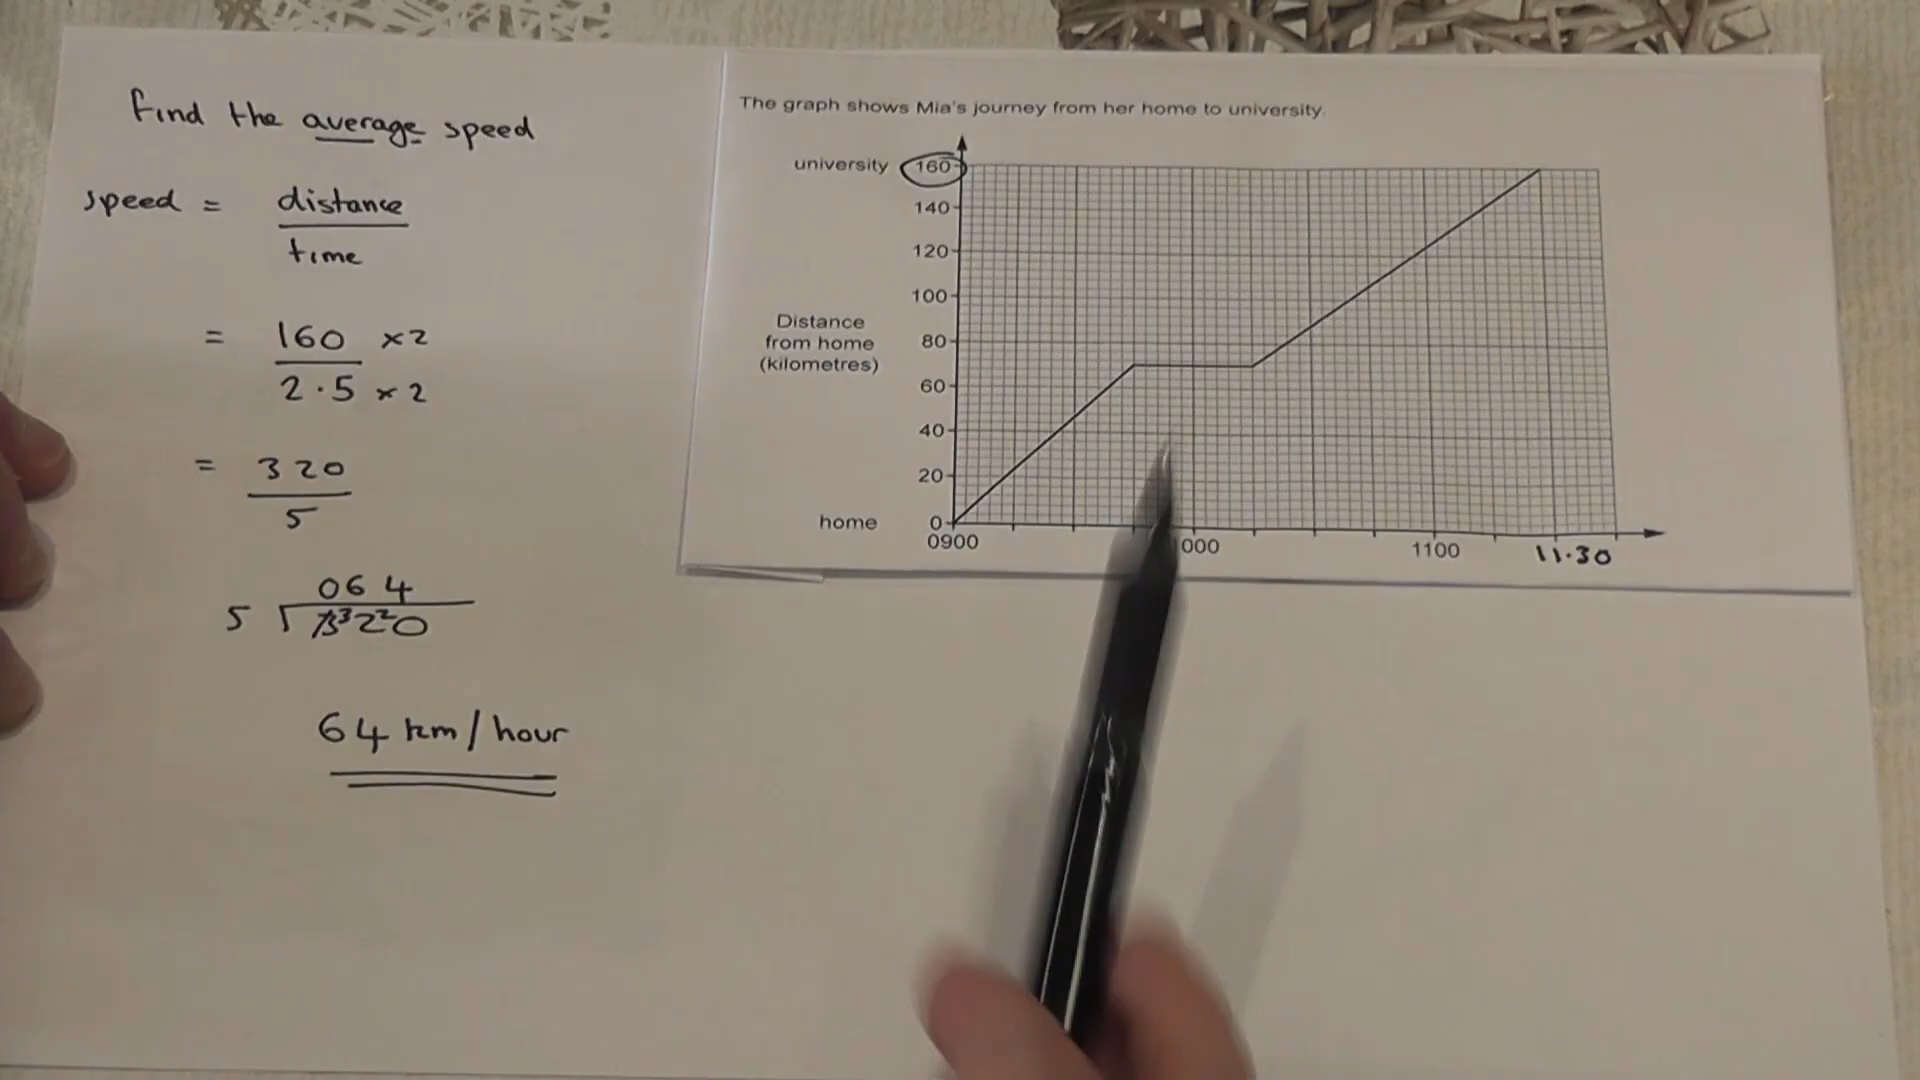 Find the average speed
speed = distance
time
= 160 ×2
2.5 ×2
= 320
5
064
5 3³2²0
64 km/hour
The graph shows Mia's journey from her home to university.
university 160
140
120
100
Distance
from home
(kilometres)
80
60
40
20
home 0
0900
1000
1100
11.30